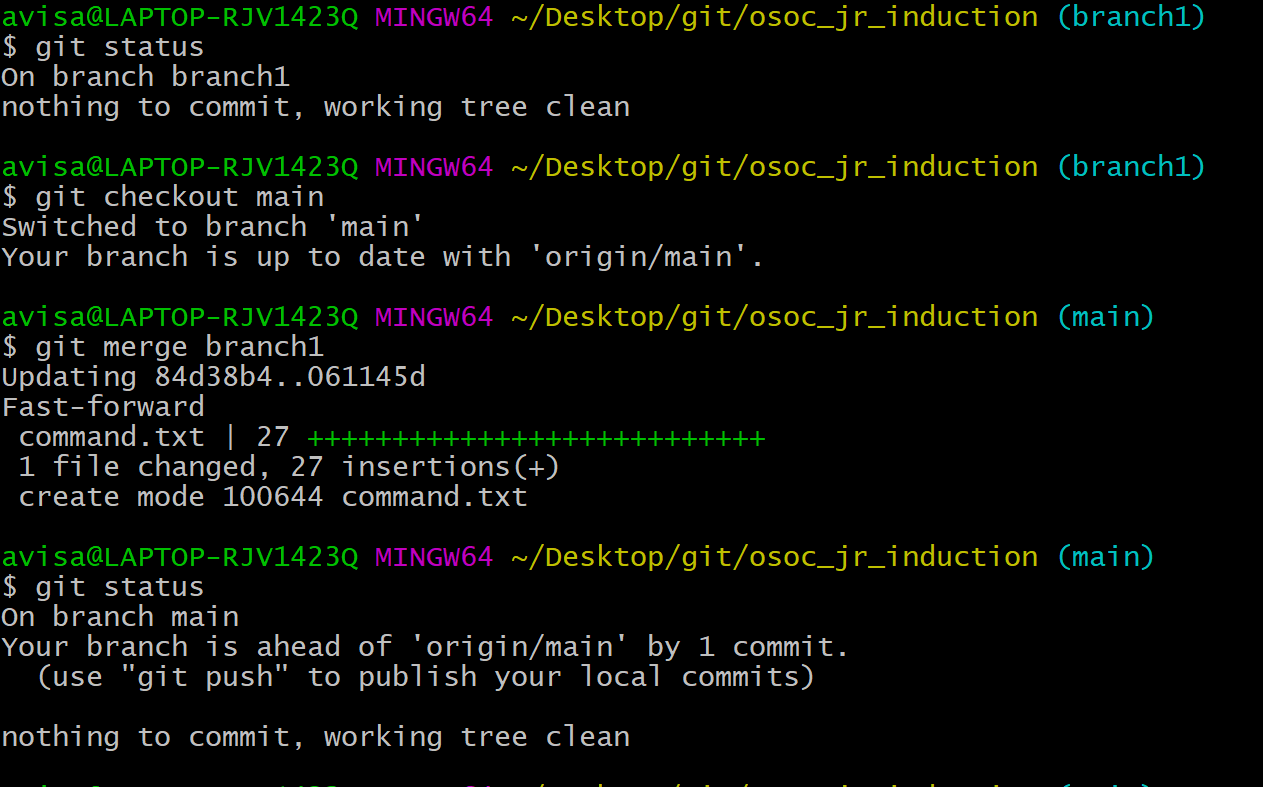 avisa@LAPTOP-RJV1423Q MINGW64 ~/Desktop/git/osoc_jr_induction (branch1)
$ git status
On branch branch1
nothing to commit, working tree clean
avisa@LAPTOP-RJV1423Q MINGW64 ~/Desktop/git/osoc_jr_induction (branch1)
$ git checkout main
Switched to branch 'main'
Your branch is up to date with 'origin/main'.
avisa@LAPTOP-RJV1423Q MINGW64 ~/Desktop/git/osoc_jr_induction (main)
$ git merge branch1
Updating 84d38b4..061145d
Fast-forward
 command.txt | 27 +++++++++++++++++++++++++++
 1 file changed, 27 insertions(+)
 create mode 100644 command.txt
avisa@LAPTOP-RJV1423Q MINGW64 ~/Desktop/git/osoc_jr_induction (main)
$ git status
On branch main
Your branch is ahead of 'origin/main' by 1 commit.
  (use "git push" to publish your local commits)
nothing to commit, working tree clean